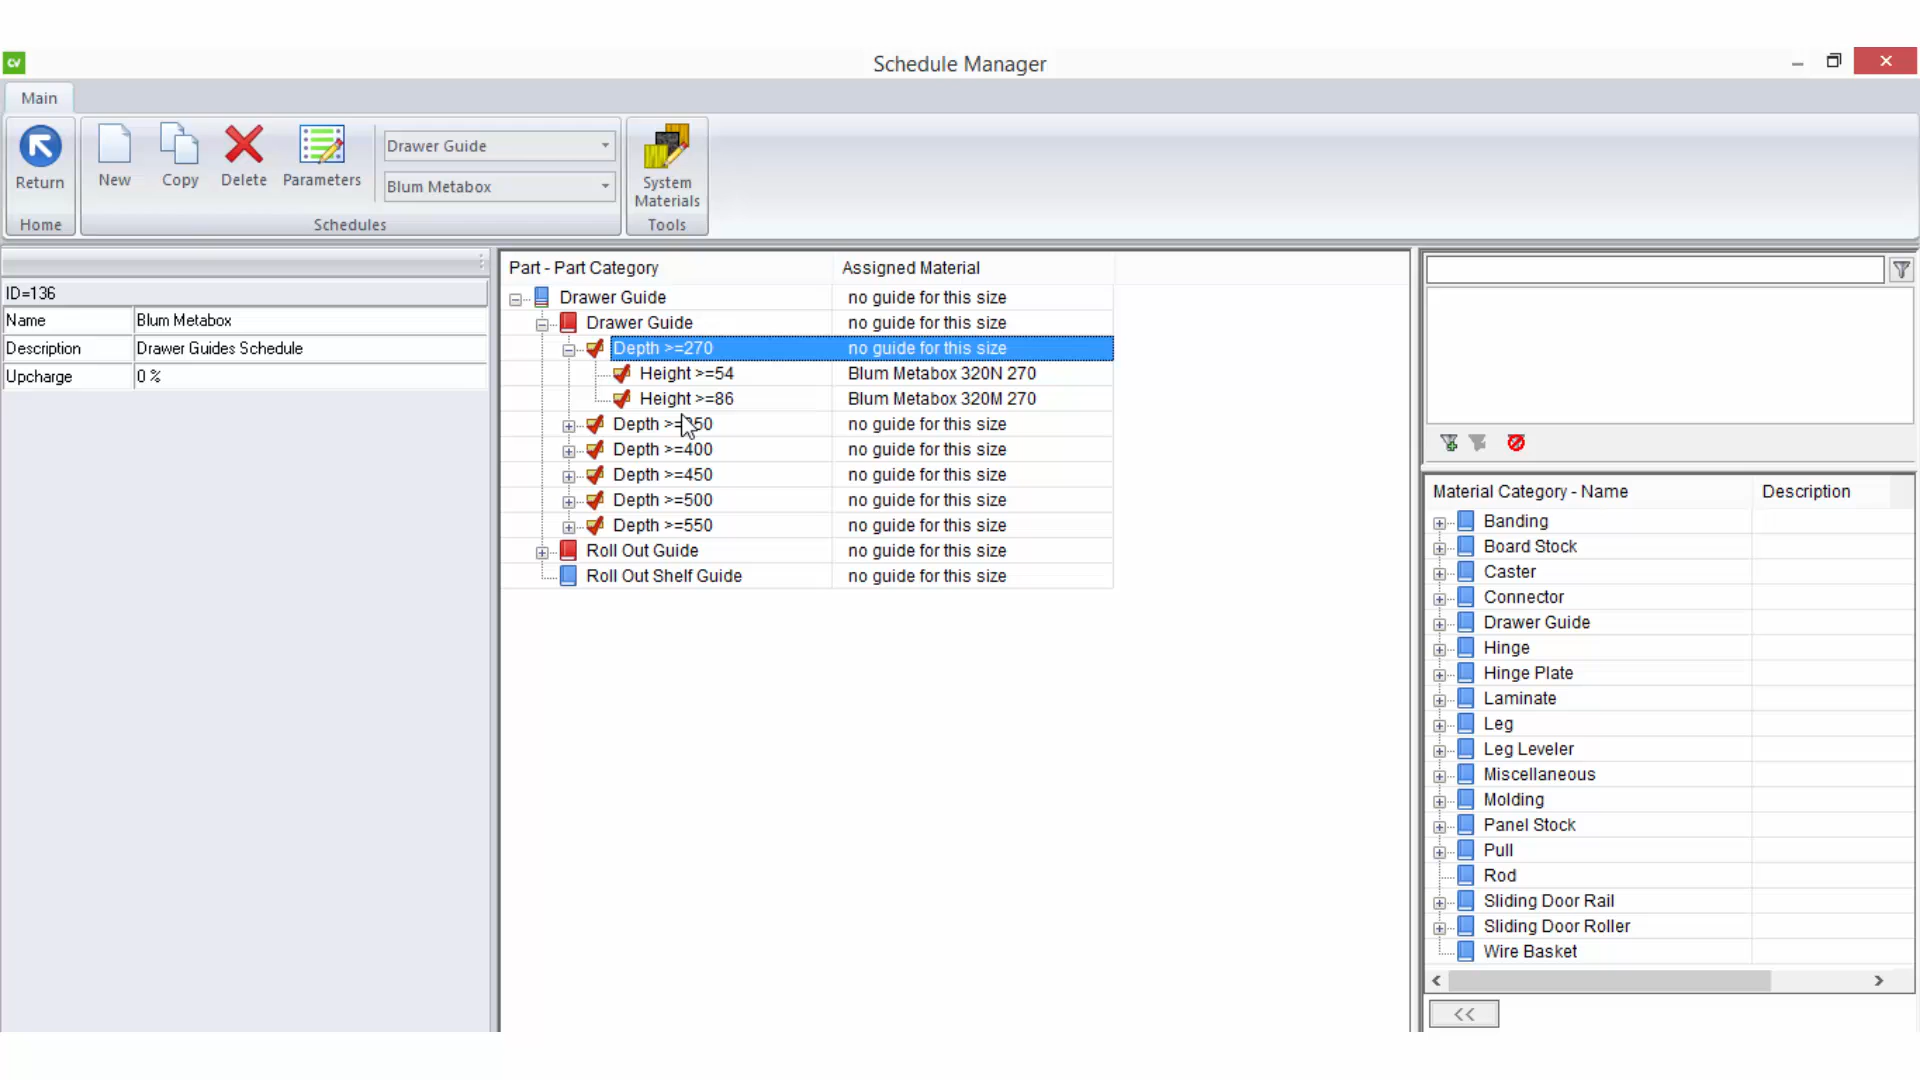 CV
Schedule Manager
Main
Return
New
Copy
Delete
Parameters
Drawer Guide
Blum Metabox
System Materials
Home
Schedules
Tools
ID=136
Name Blum Metabox
Description Drawer Guides Schedule
Upcharge 0 %
Part - Part Category Assigned Material
Drawer Guide no guide for this size
Drawer Guide no guide for this size
Depth >=270 no guide for this size
Height >=54 Blum Metabox 320N 270
Height >=86 Blum Metabox 320M 270
Depth no guide for this size
Depth >=400 no guide for this size
Depth >=450 no guide for this size
Depth >=500 no guide for this size
Depth >=550 no guide for this size
Roll Out Guide no guide for this size
Roll Out Shelf Guide no guide for this size
Material Category - Name Description
Banding
Board Stock
Caster
Connector
Drawer Guide
Hinge
Hinge Plate
Laminate
Leg
Leg Leveler
Miscellaneous
Molding
Panel Stock
Pull
Rod
Sliding Door Rail
Sliding Door Roller
Wire Basket
<<